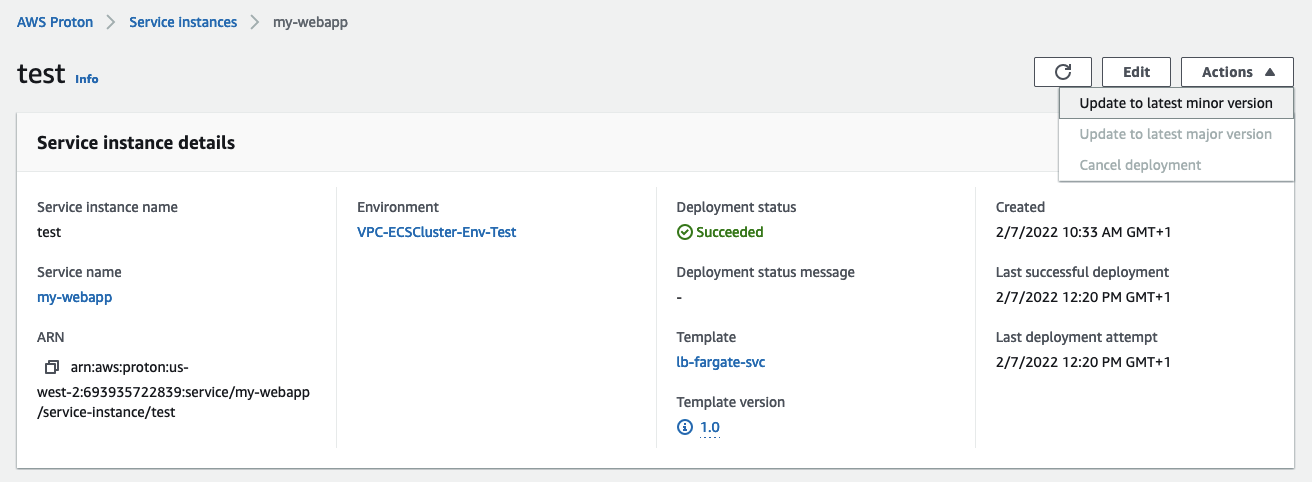 AWS Proton > Service instances > my-webapp
test Info
Edit
Actions
Update to latest minor version
Update to latest major version
Cancel deployment
Service instance details
Service instance name
test
Service name
my-webapp
ARN
arn:aws:proton:us-
west-2:693935722839:service/my-webapp
/service-instance/test
Environment
VPC-ECSCluster-Env-Test
Deployment status
Succeeded
Deployment status message
-
Template
lb-fargate-svc
Template version
1.0
Created
2/7/2022 10:33 AM GMT+1
Last successful deployment
2/7/2022 12:20 PM GMT+1
Last deployment attempt
2/7/2022 12:20 PM GMT+1